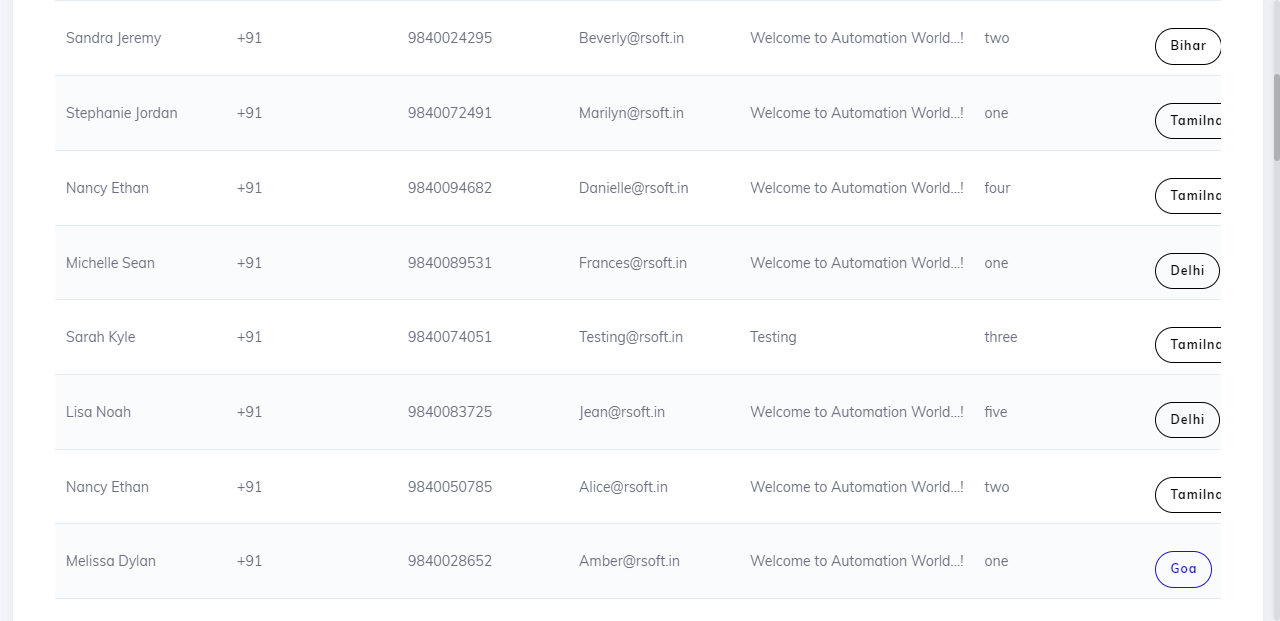 Sandra Jeremy +91 9840024295 Beverly@rsoft.in Welcome to Automation World...! two Bihar
Stephanie Jordan +91 9840072491 Marilyn@rsoft.in Welcome to Automation World...! one Tamilna
Nancy Ethan +91 9840094682 Danielle@rsoft.in Welcome to Automation World...! four Tamilna
Michelle Sean +91 9840089531 Frances@rsoft.in Welcome to Automation World...! one Delhi
Sarah Kyle +91 9840074051 Testing@rsoft.in Testing three Tamilna
Lisa Noah +91 9840083725 Jean@rsoft.in Welcome to Automation World...! five Delhi
Nancy Ethan +91 9840050785 Alice@rsoft.in Welcome to Automation World...! two Tamilna
Melissa Dylan +91 9840028652 Amber@rsoft.in Welcome to Automation World...! one Goa